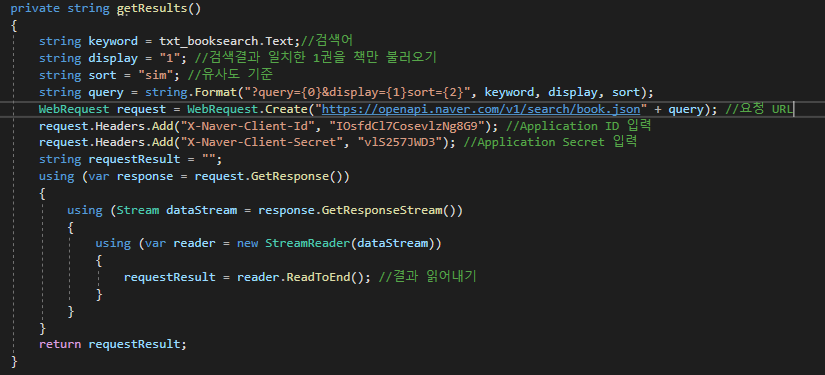 private string getResults()
{
string keyword = txt_booksearch.Text;//검색어
string display = "1"; //검색결과 일치한 1권을 책만 불러오기
string sort = "sim"; //유사도 기준
string query = string.Format("?query={0}&display={1}sort={2}", keyword, display, sort);
WebRequest request = WebRequest.Create("https://openapi.naver.com/v1/search/book.json" + query); //요청 URL
request.Headers.Add("X-Naver-Client-Id", "IOsfdCl7CosevlzNg8G9"); //Application ID 입력
request.Headers.Add("X-Naver-Client-Secret", "vlS257JWD3"); //Application Secret 입력
string requestResult = "";
using (var response = request.GetResponse())
{
using (Stream dataStream = response.GetResponseStream())
{
using (var reader = new StreamReader(dataStream))
{
requestResult = reader.ReadToEnd(); //결과 읽어내기
}
}
}
return requestResult;
}